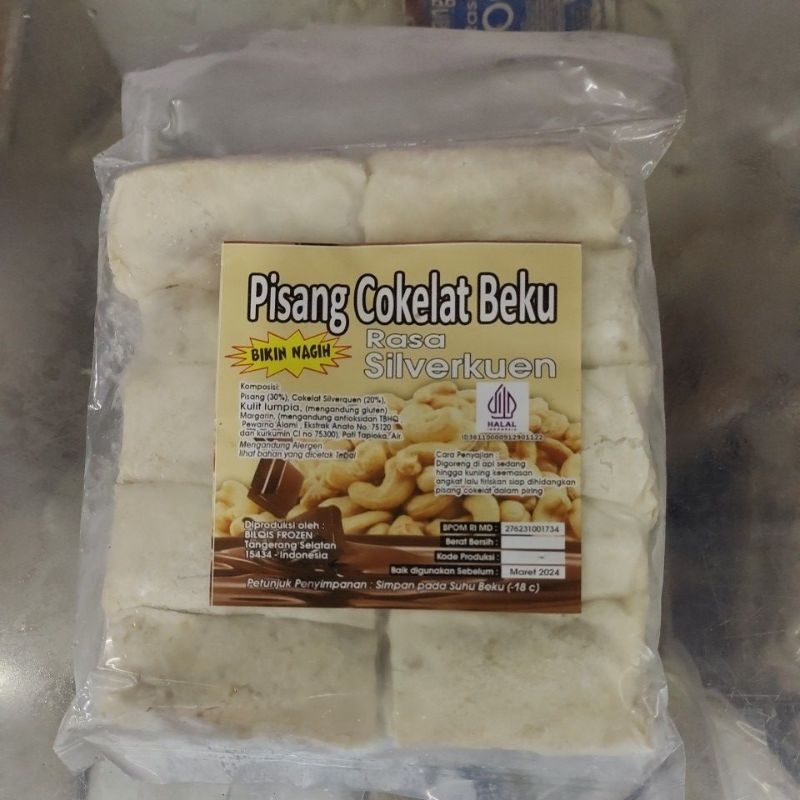 Pisang Cokelat Beku
BIKIN NAGIH
Rasa
Silverkuen
Komposisi:
Pisang (30%), Cokelat Silverquen (20%),
Kulit lumpia, (mengandung gluten)
Margarin, (mengandung antioksidan TBHQ
Pewarna Alami , Ekstrak Anato No. 75120
dan kurkumin CI no 75300), Pati Tapioka, Air.
Mengandung Alergen,
lihat bahan yang dicetak Tebal
HALAL
INDONESIA
ID36110000912901122
Cara Penyajian :
Digoreng di api sedang
hingga kuning keemasan
angkat lalu tiriskan siap dihidangkan
pisang cokelat dalam piring
Diproduksi oleh :
BILQIS FROZEN
Tangerang Selatan
15434 - Indonesia
BPOM RI MD : 276231001734
Berat Bersih :
Kode Produksi : -
Baik digunakan Sebelum : Maret 2024
Petunjuk Penyimpanan : Simpan pada Suhu Beku (-18 c)